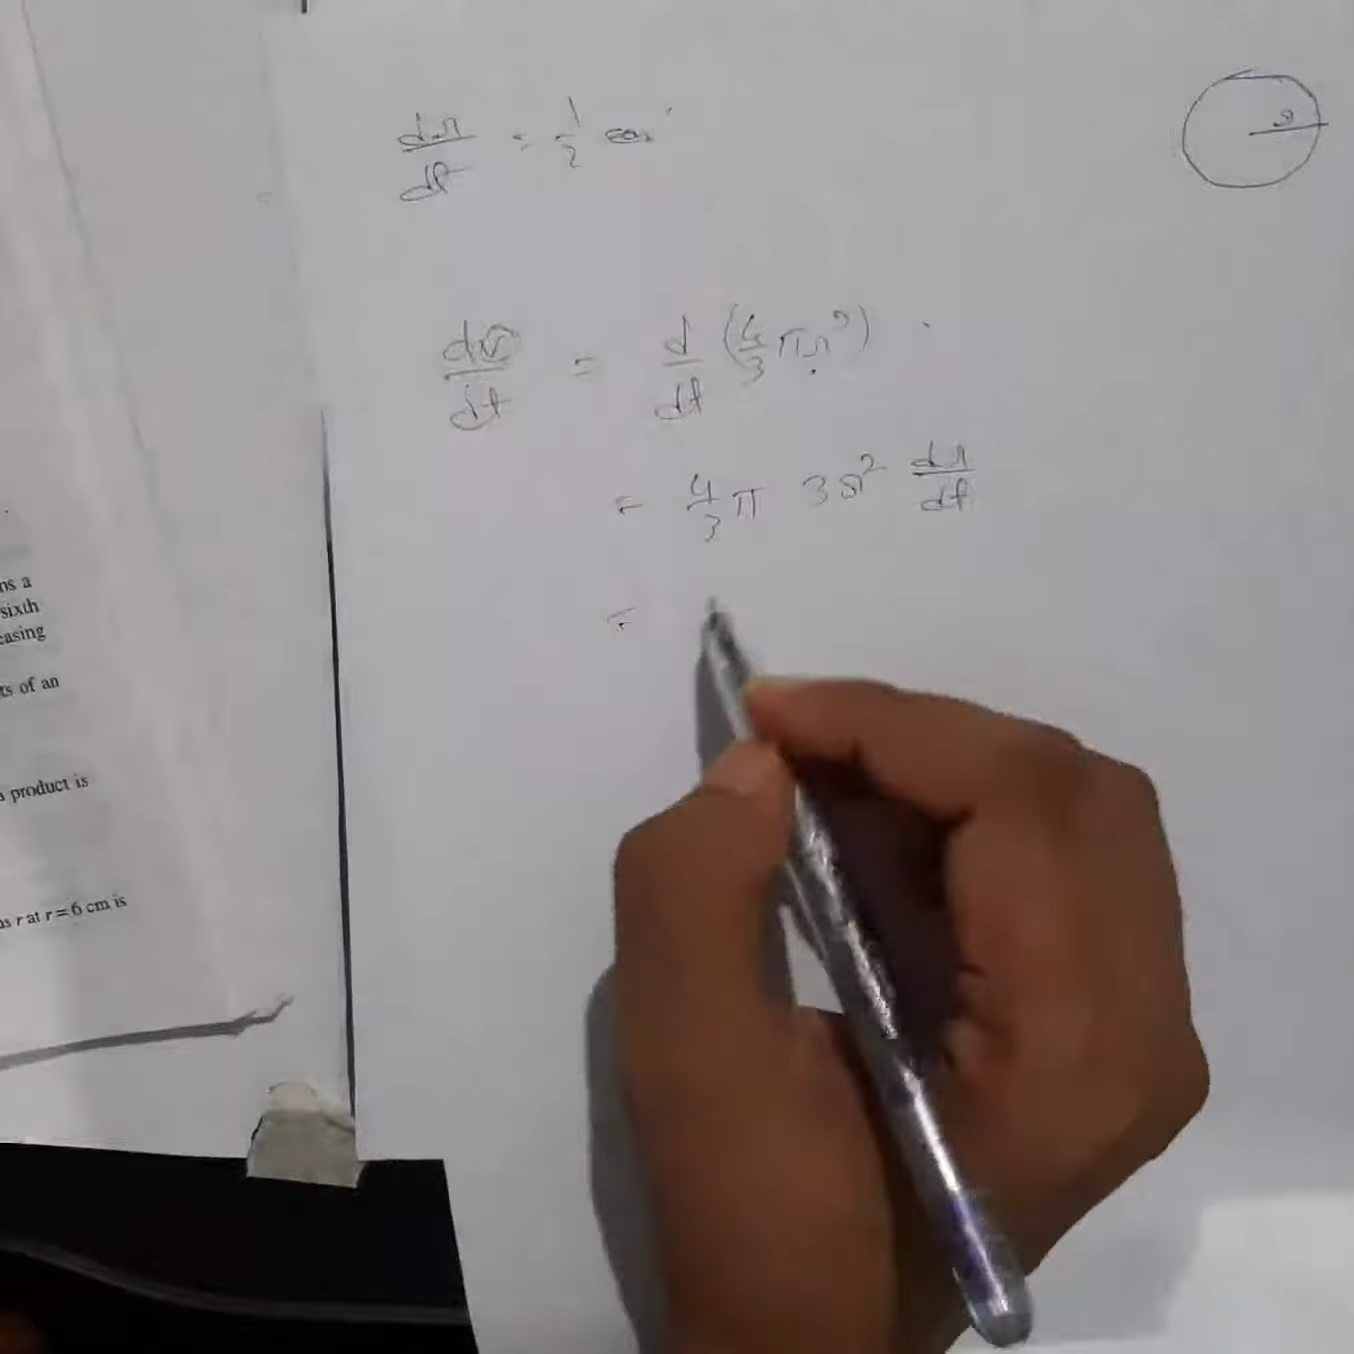 dr/dt = 1/2 cm
r
dv/dt = d/dt (4/3 πr³)
= 4/3 π 3r² dr/dt
=
ns a
sixth
easing
ts of an
a product is
as r at r = 6 cm is